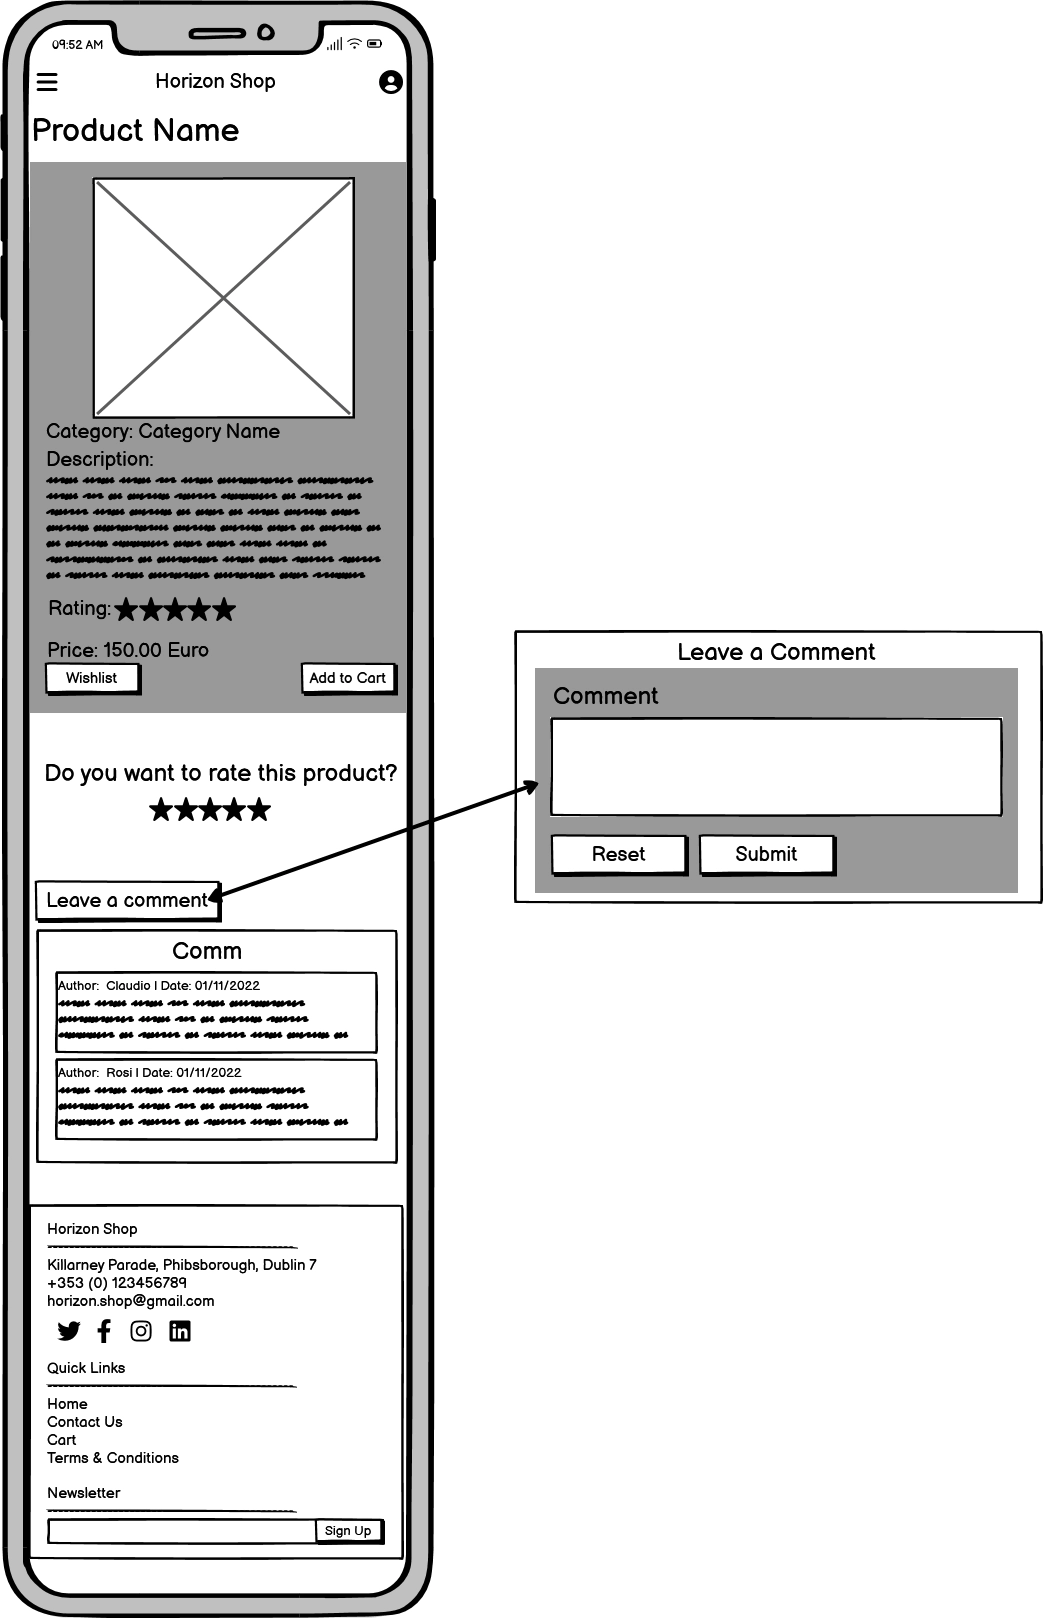 09:52 AM
Horizon Shop
Product Name
Category: Category Name
Description:
Rating:
Price: 150.00 Euro
Wishlist
Add to Cart
Do you want to rate this product?
Leave a comment
Comm
Author: Claudio | Date: 01/11/2022
Author: Rosi | Date: 01/11/2022
Horizon Shop
Killarney Parade, Phibsborough, Dublin 7
+353 (0) 123456789
horizon.shop@gmail.com
Quick Links
Home
Contact Us
Cart
Terms & Conditions
Newsletter
Sign Up
Leave a Comment
Comment
Reset
Submit